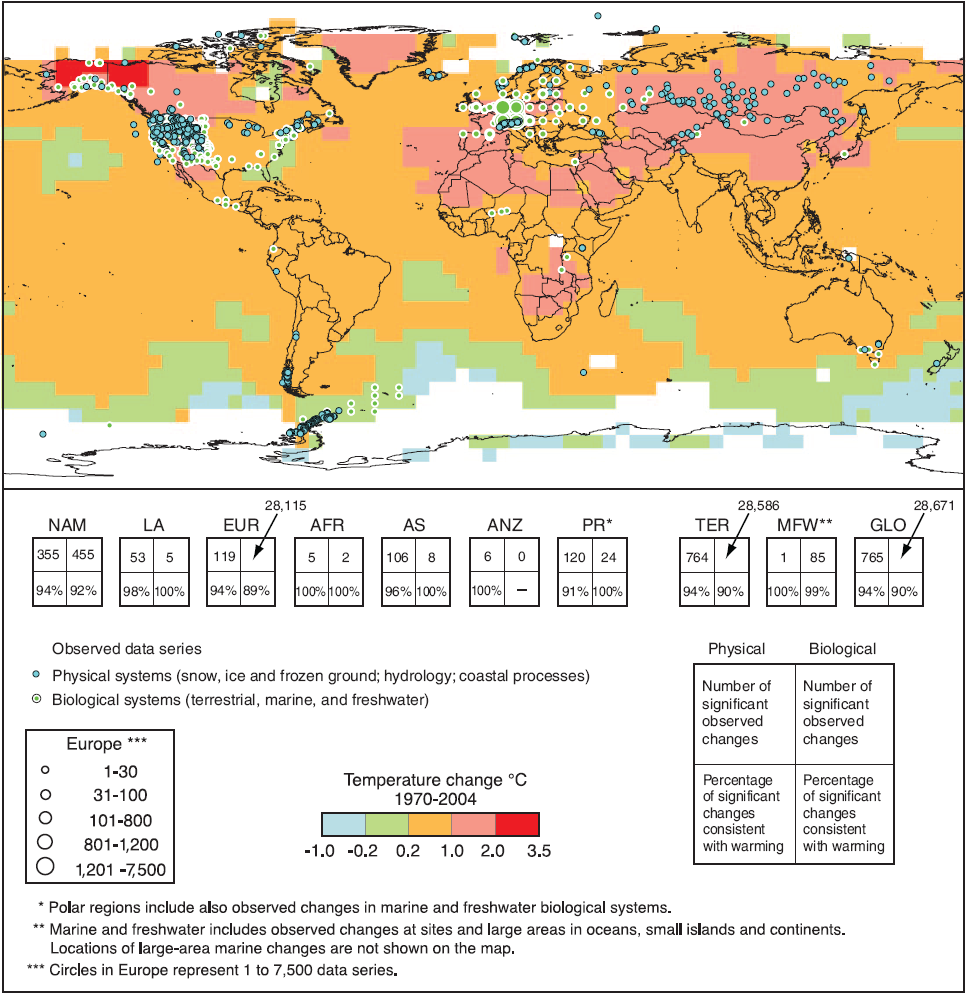 28,115
28,586
28,671
NAM LA EUR AFR AS ANZ PR* TER MFW** GLO
355 455 53 5 119 5 2 106 8 6 0 120 24 764 1 85 765
94% 92% 98% 100% 94% 89% 100% 100% 96% 100% 100% — 91% 100% 94% 90% 100% 99% 94% 90%
Observed data series
Physical systems (snow, ice and frozen ground; hydrology; coastal processes)
Biological systems (terrestrial, marine, and freshwater)
Europe ***
1-30
31-100
101-800
801-1,200
1,201 -7,500
Temperature change °C
1970-2004
-1.0 -0.2 0.2 1.0 2.0 3.5
Physical Biological
Number of
significant
observed
changes
Number of
significant
observed
changes
Percentage
of significant
changes
consistent
with warming
Percentage
of significant
changes
consistent
with warming
* Polar regions include also observed changes in marine and freshwater biological systems.
** Marine and freshwater includes observed changes at sites and large areas in oceans, small islands and continents.
Locations of large-area marine changes are not shown on the map.
*** Circles in Europe represent 1 to 7,500 data series.